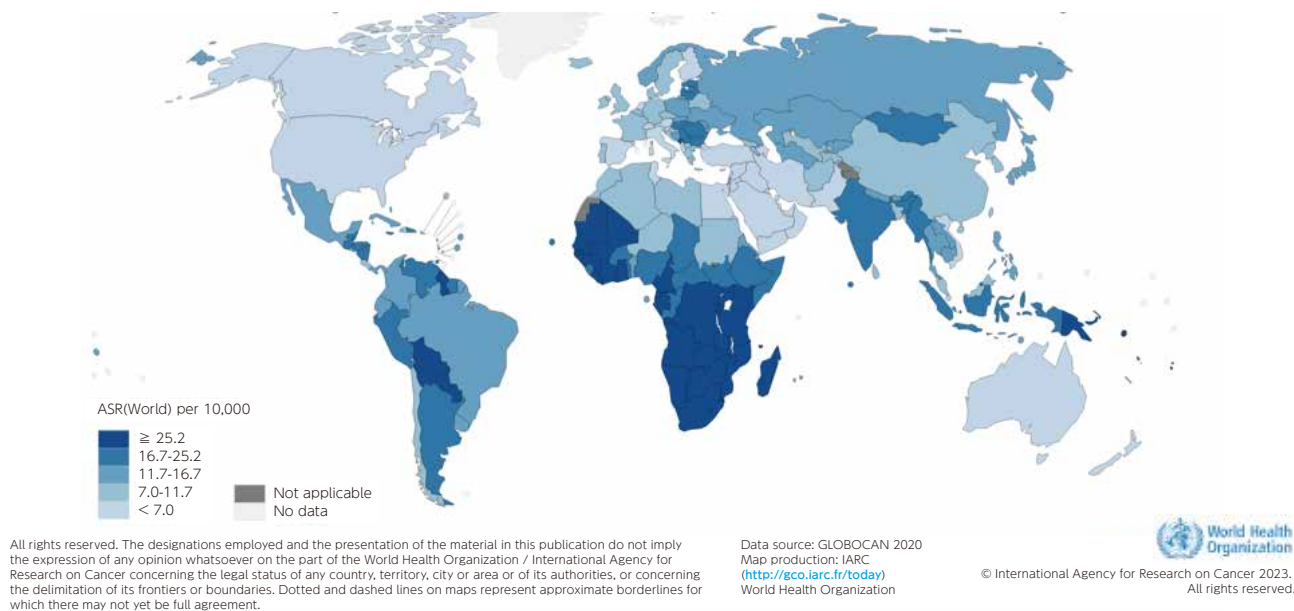 ASR(World) per 10,000
≧ 25.2
16.7-25.2
11.7-16.7
7.0-11.7
< 7.0
Not applicable
No data
All rights reserved. The designations employed and the presentation of the material in this publication do not imply
the expression of any opinion whatsoever on the part of the World Health Organization / International Agency for
Research on Cancer concerning the legal status of any country, territory, city or area or of its authorities, or concerning
the delimitation of its frontiers or boundaries. Dotted and dashed lines on maps represent approximate borderlines for
which there may not yet be full agreement.
Data source: GLOBOCAN 2020
Map production: IARC
(http://gco.iarc.fr/today)
World Health Organization
World Health
Organization
© International Agency for Research on Cancer 2023.
All rights reserved.